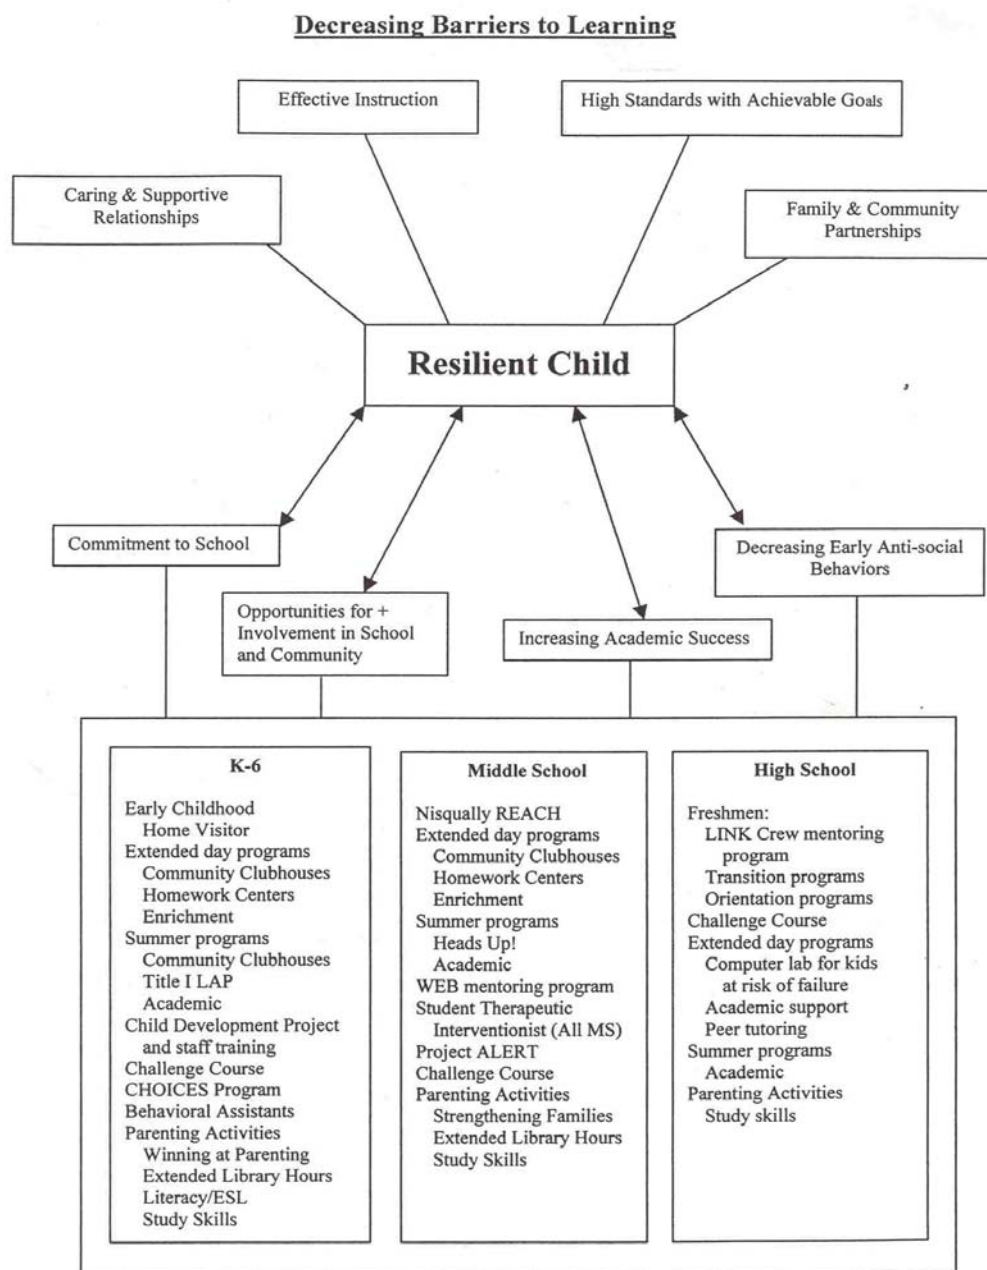 Decreasing Barriers to Learning
Effective Instruction
High Standards with Achievable Goals
Caring & Supportive
Relationships
Family & Community
Partnerships
Resilient Child
Commitment to School
Decreasing Early Anti-social
Behaviors
Opportunities for +
Involvement in School
and Community
Increasing Academic Success
K-6
Early Childhood
Home Visitor
Extended day programs
Community Clubhouses
Homework Centers
Enrichment
Summer programs
Community Clubhouses
Title I LAP
Academic
Child Development Project
and staff training
Challenge Course
CHOICES Program
Behavioral Assistants
Parenting Activities
Winning at Parenting
Extended Library Hours
Literacy/ESL
Study Skills
Middle School
Nisqually REACH
Extended day programs
Community Clubhouses
Homework Centers
Enrichment
Summer programs
Heads Up!
Academic
WEB mentoring program
Student Therapeutic
Interventionist (All MS)
Project ALERT
Challenge Course
Parenting Activities
Strengthening Families
Extended Library Hours
Study Skills
High School
Freshmen:
LINK Crew mentoring
program
Transition programs
Orientation programs
Challenge Course
Extended day programs
Computer lab for kids
at risk of failure
Academic support
Peer tutoring
Summer programs
Academic
Parenting Activities
Study skills